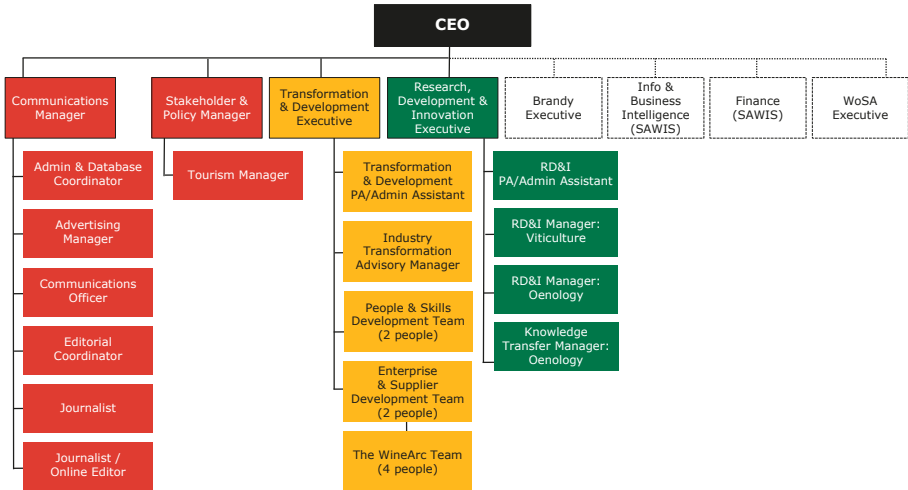 CEO
Communications
Manager
Stakeholder &
Policy Manager
Transformation
& Development
Executive
Research,
Development &
Innovation
Executive
Brandy
Executive
Info &
Business
Intelligence
(SAWIS)
Finance
(SAWIS)
WoSA
Executive
Admin & Database
Coordinator
Advertising
Manager
Communications
Officer
Editorial
Coordinator
Journalist
Journalist /
Online Editor
Tourism Manager
Transformation
& Development
PA/Admin Assistant
Industry
Transformation
Advisory Manager
People & Skills
Development Team
(2 people)
Enterprise
& Supplier
Development Team
(2 people)
The WineArc Team
(4 people)
RD&I
PA/Admin Assistant
RD&I Manager:
Viticulture
RD&I Manager:
Oenology
Knowledge
Transfer Manager:
Oenology